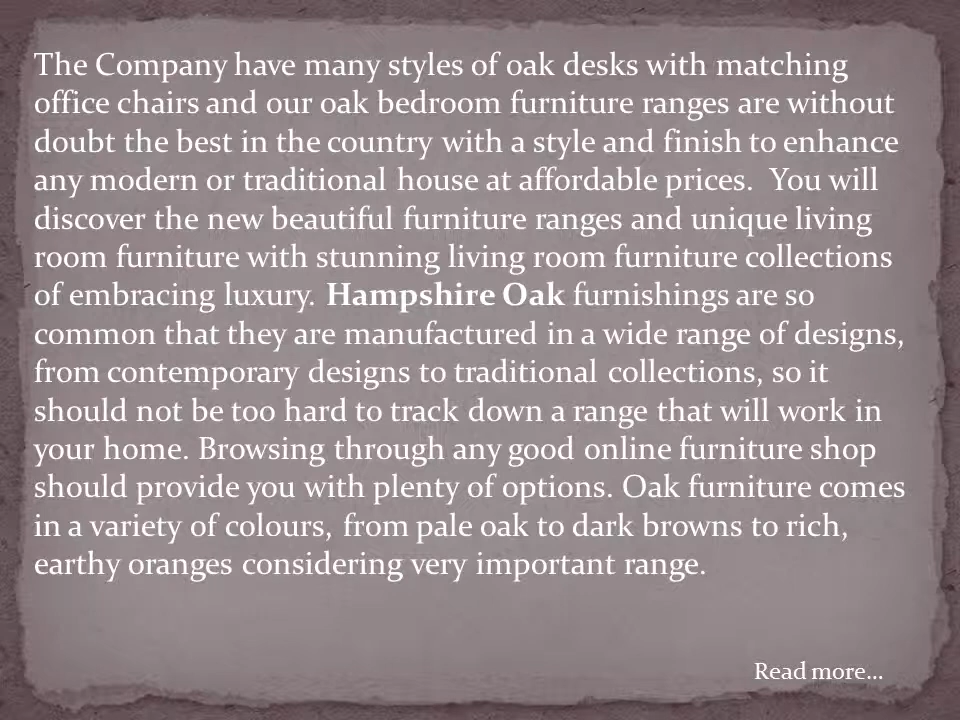 The Company have many styles of oak desks with matching
office chairs and our oak bedroom furniture ranges are without
doubt the best in the country with a style and finish to enhance
any modern or traditional house at affordable prices.  You will
discover the new beautiful furniture ranges and unique living
room furniture with stunning living room furniture collections
of embracing luxury. Hampshire Oak furnishings are so
common that they are manufactured in a wide range of designs,
from contemporary designs to traditional collections, so it
should not be too hard to track down a range that will work in
your home. Browsing through any good online furniture shop
should provide you with plenty of options. Oak furniture comes
in a variety of colours, from pale oak to dark browns to rich,
earthy oranges considering very important range.
Read more...